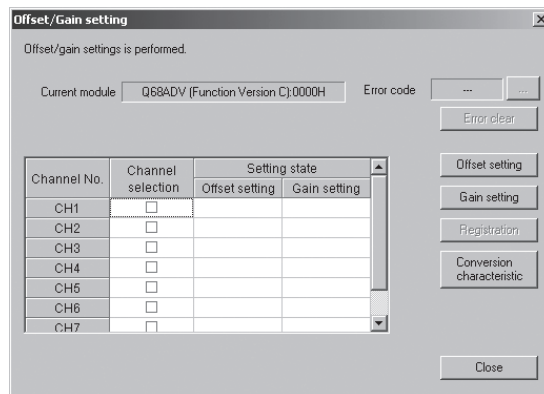 Offset/Gain setting
Offset/gain settings is performed.
Current module Q68ADV (Function Version C):0000H Error code --- ...
Error clear
Channel No. Channel selection Setting state
Offset setting Gain setting
CH1
CH2
CH3
CH4
CH5
CH6
CH7
Offset setting
Gain setting
Registration
Conversion
characteristic
Close